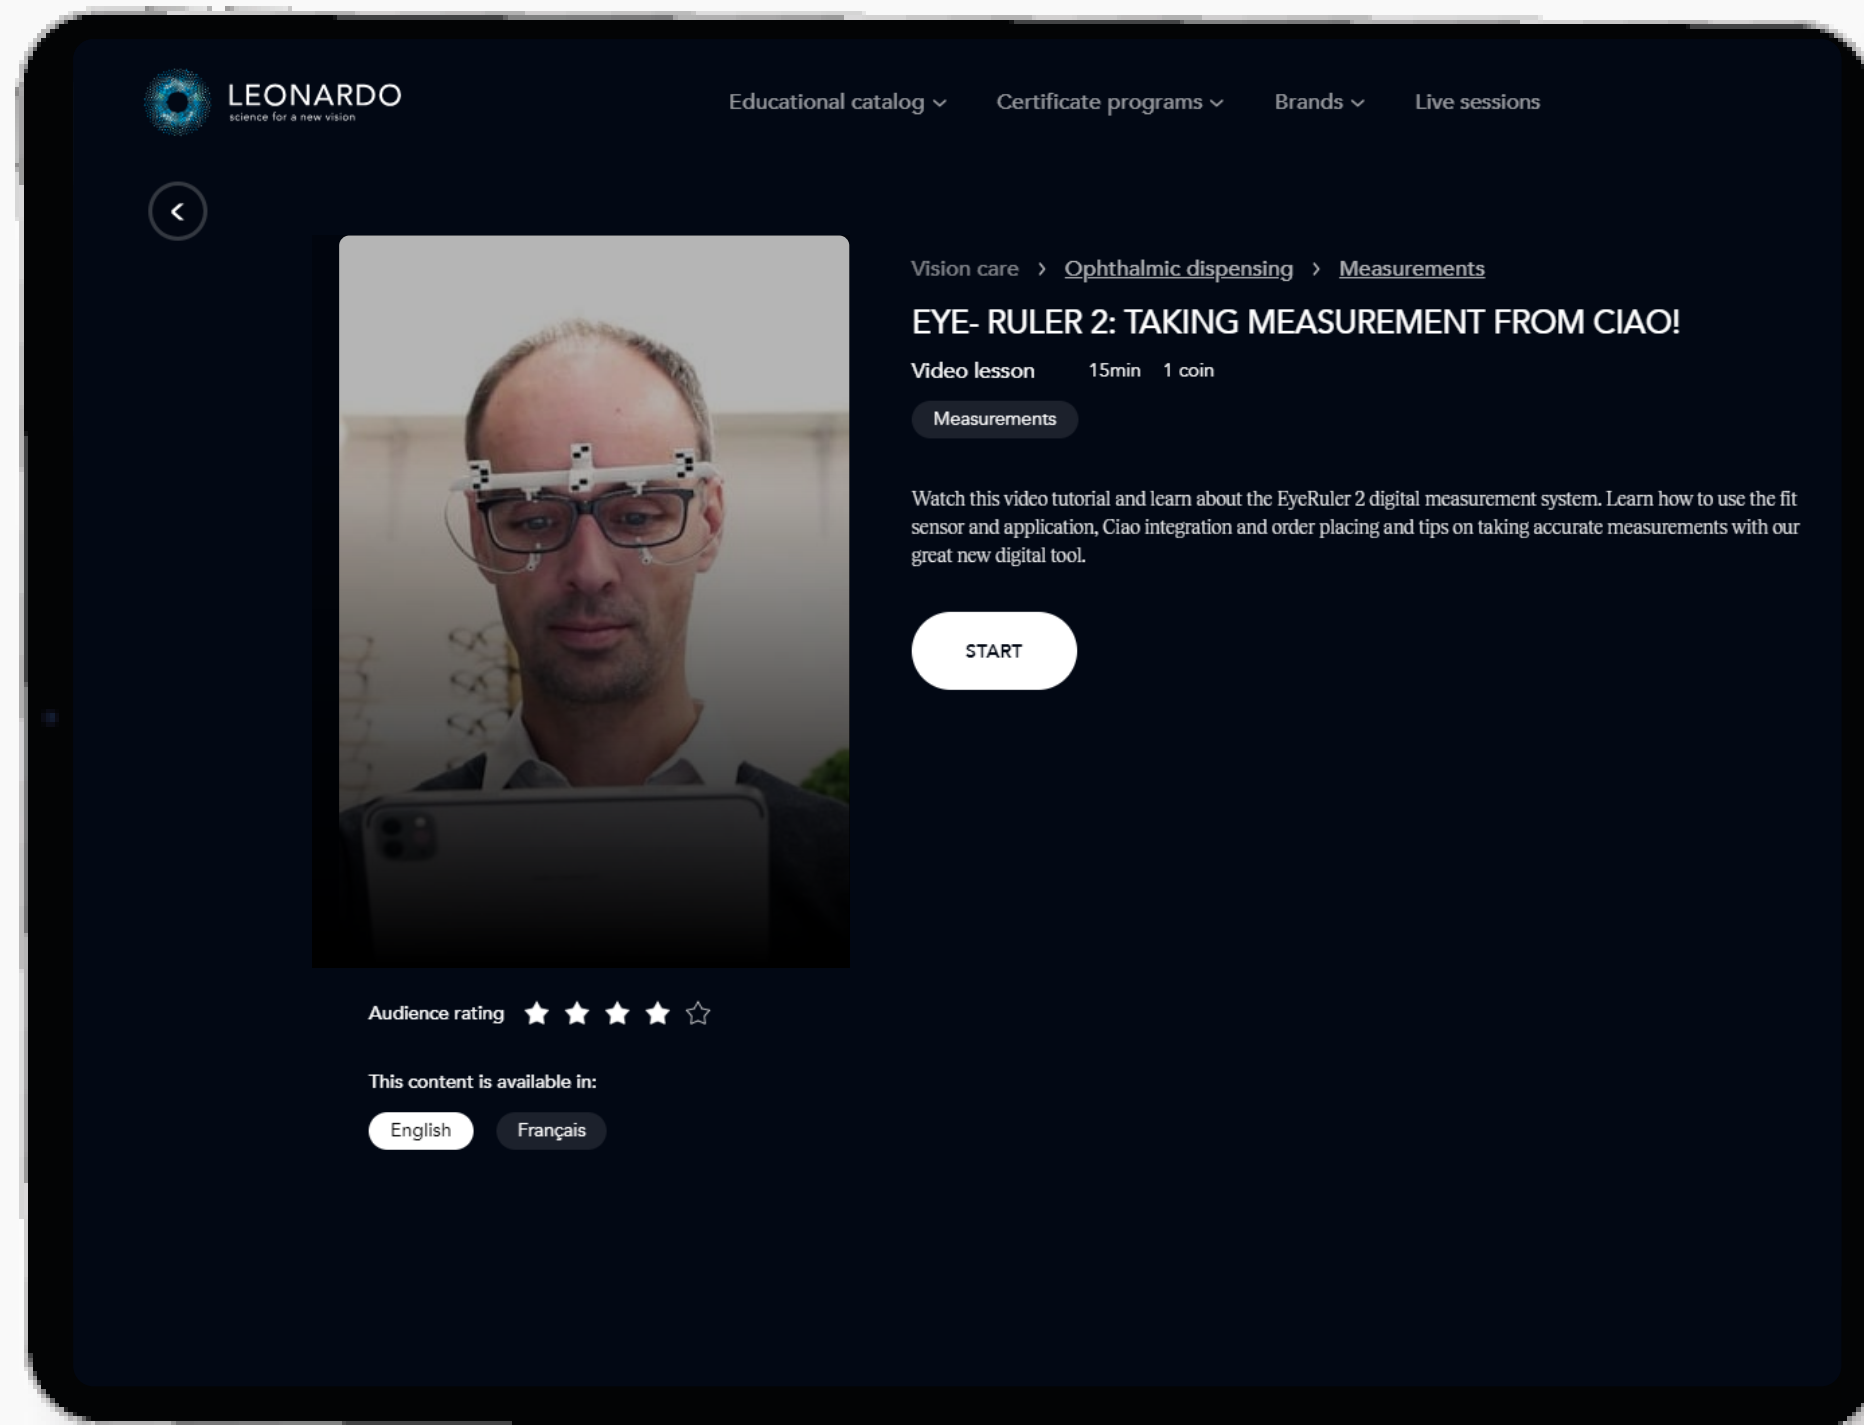 LEONARDO
science for a new vision
Educational catalog
Certificate programs
Brands
Live sessions
Vision care > Ophthalmic dispensing > Measurements
EYE- RULER 2: TAKING MEASUREMENT FROM CIAO!
Video lesson 15min 1 coin
Measurements
Watch this video tutorial and learn about the EyeRuler 2 digital measurement system. Learn how to use the fit
sensor and application, Ciao integration and order placing and tips on taking accurate measurements with our
great new digital tool.
START
Audience rating
This content is available in:
English
Français